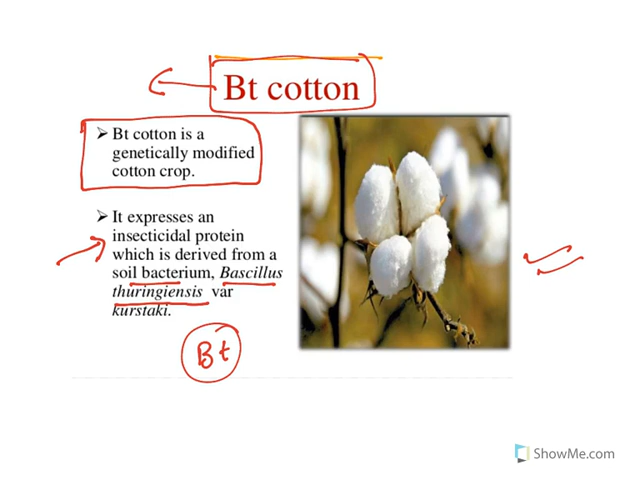 Bt cotton
➢ Bt cotton is a
genetically modified
cotton crop.
➢ It expresses an
insecticidal protein
which is derived from a
soil bacterium, Bascillus
thuringiensis var
kurstaki.
Bt
ShowMe.com